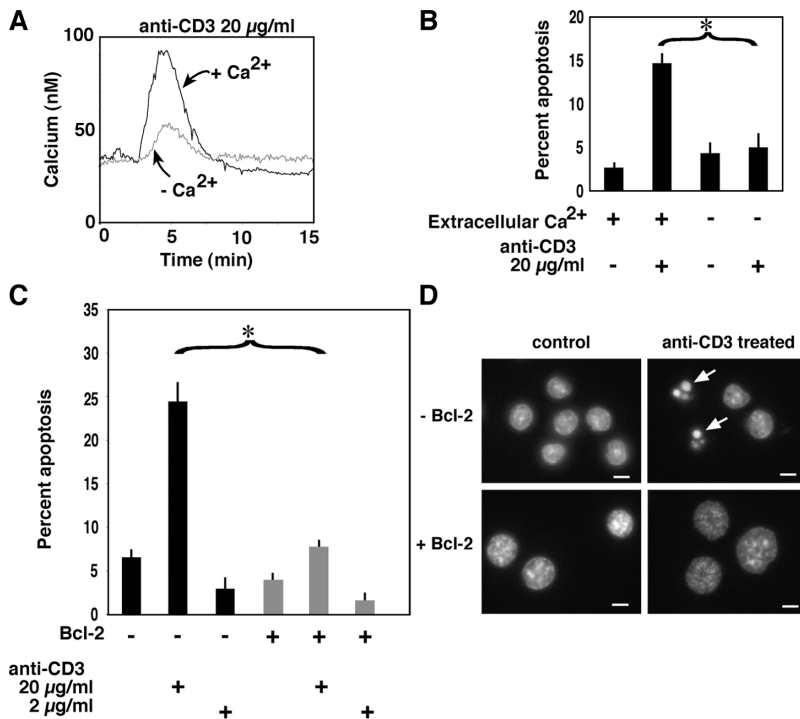 A
anti-CD3 20 µg/ml
100
50
0
Calcium (nM)
+ Ca2+
- Ca2+
0 5 10 15
Time (min)
B
20
15
10
5
0
Percent apoptosis
*
Extracellular Ca2+ + + - -
anti-CD3
20 µg/ml - + - +
C
35
30
25
20
15
10
5
0
Percent apoptosis
*
Bcl-2 - - - + + +
anti-CD3
20 µg/ml + +
2 µg/ml + +
D
control anti-CD3 treated
- Bcl-2
+ Bcl-2